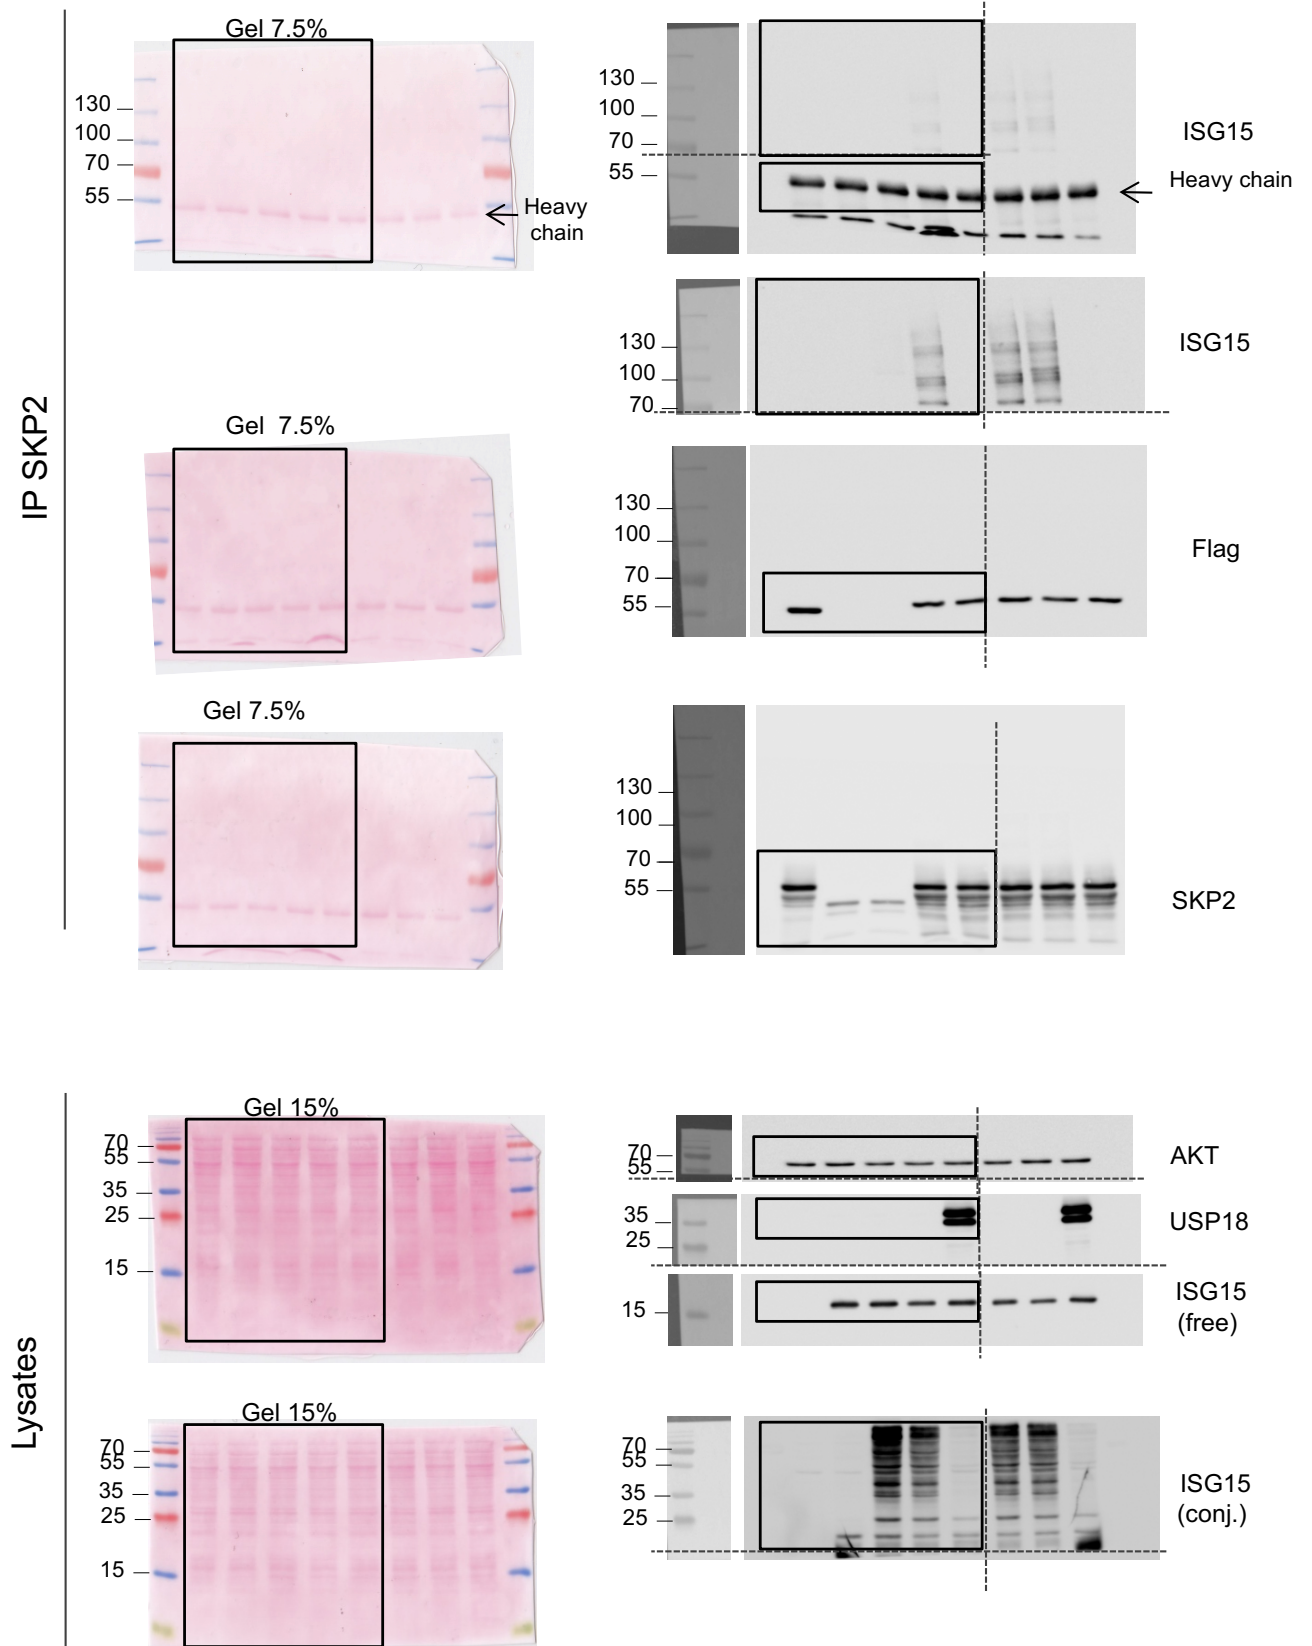 IP SKP2
Gel 7.5%
130
100
70
55
Heavy
chain
130
100
70
55
ISG15
Heavy chain
130
100
70
ISG15
Gel 7.5%
130
100
70
55
Flag
Gel 7.5%
130
100
70
55
SKP2
Lysates
Gel 15%
70
55
35
25
15
70
55
AKT
35
25
USP18
15
ISG15
(free)
Gel 15%
70
55
35
25
15
70
55
35
25
ISG15
(conj.)